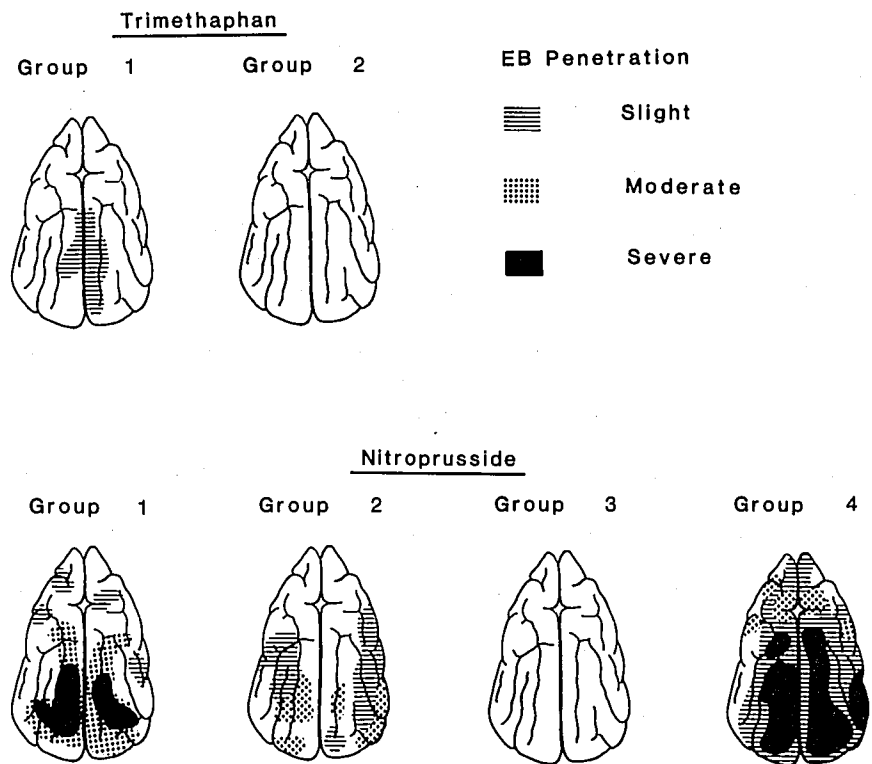 Trimethaphan
Group 1
Group 2
EB Penetration
Slight
Moderate
Severe
Nitroprusside
Group 1
Group 2
Group 3
Group 4